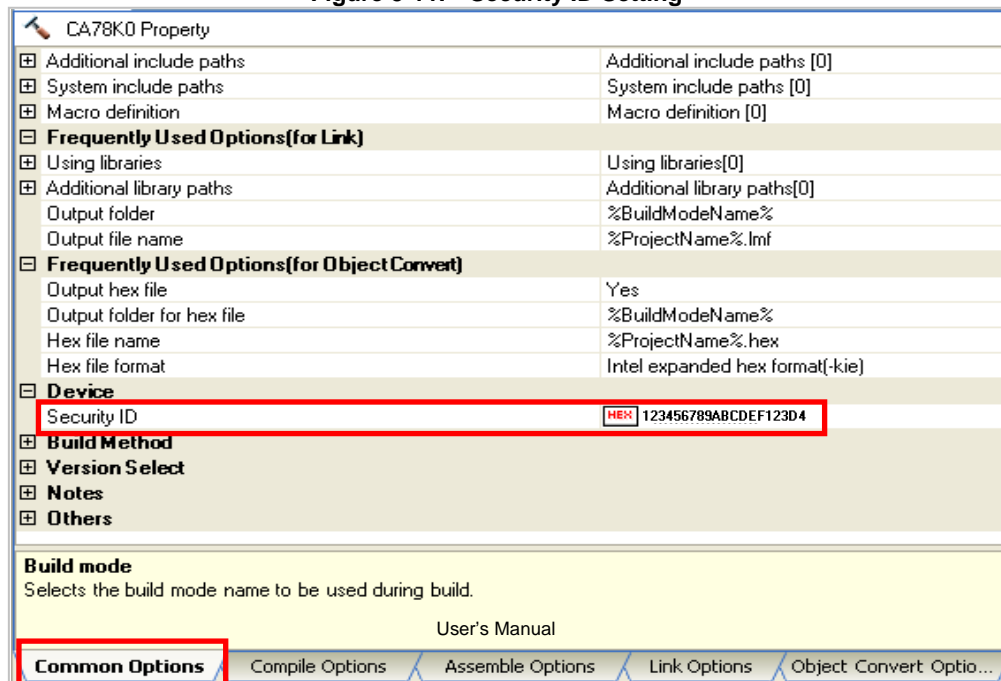 CA78K0 Property
Additional include paths Additional include paths [0]
System include paths System include paths [0]
Macro definition Macro definition [0]
Frequently Used Options(for Link)
Using libraries Using libraries[0]
Additional library paths Additional library paths[0]
Output folder %BuildModeName%
Output file name %ProjectName%.lmf
Frequently Used Options(for Object Convert)
Output hex file Yes
Output folder for hex file %BuildModeName%
Hex file name %ProjectName%.hex
Hex file format Intel expanded hex format(-kie)
Device
Security ID HEX 123456789ABCDEF123D4
Build Method
Version Select
Notes
Others
Build mode
Selects the build mode name to be used during build.
User's Manual
Common Options Compile Options Assemble Options Link Options Object Convert Optio...